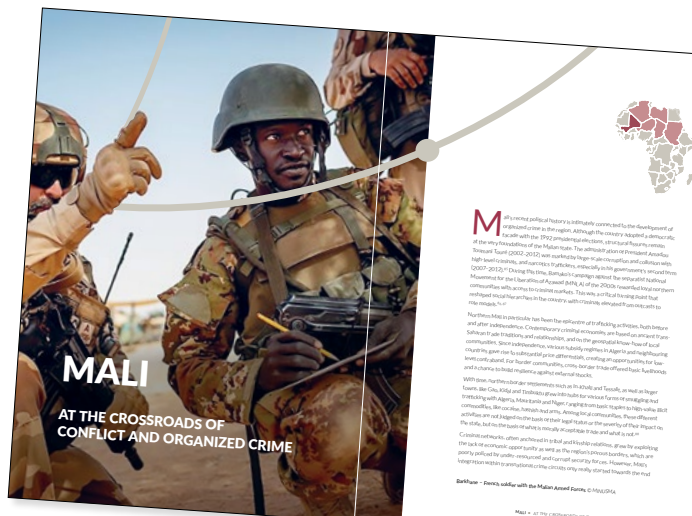 MALI
AT THE CROSSROADS OF
CONFLICT AND ORGANIZED CRIME
Mali's recent political history is intimately connected to the development of
organized crime in the region. Although the country adopted a democratic
facade with the 1992 presidential elections, structural fissures remain
at the very foundations of the Malian State. The administration of President Amadou
Toumani Touré (2002–2012) was marked by large-scale corruption and collusion with
high-level criminals, and narcotics traffickers, especially in his government's second term
(2007–2012). During this time, Bamako's campaign against the separatist National
Movement for the Liberation of Azawad (MNLA) of the 2000s rewarded local northern
communities with access to criminal markets. This was a critical turning point that
reshaped social hierarchies in the country with criminals elevated from outcasts to
role models.
Northern Mali in particular has been the epicentre of trafficking activities, both before
and after independence. Contemporary criminal economies are based on ancient trans-
Saharan trade traditions and relationships, and on the geospatial know-how of local
communities. Since independence, various subsidy regimes in Algeria and neighbouring
countries gave rise to substantial price differentials, creating an opportunities for low-
level contraband. For border communities, cross-border trade offered basic livelihoods
and a chance to build resilience against external shocks.
With time, northern border settlements such as In Khalil and Tessalit, as well as larger
towns like Gao, Kidal and Timbuktu grew into hubs for various forms of smuggling and
trafficking with Algeria, Mauritania and Niger, ranging from basic staples to high-value illicit
commodities, like cocaine, hashish and arms. Among local communities, these different
activities are not judged on the basis of their legal status or the severity of their impact on
the state, but on the basis of what is morally acceptable trade and what is not.
Criminal networks, often anchored in tribal and kinship relations, grew by exploiting
the lack of economic opportunity as well as the region's porous borders, which are
poorly policed by under-resourced and corrupt security forces. However, Mali's
integration within transnational crime circuits only really started towards the end
Barkhane – French soldier with the Malian Armed Forces © MINUSMA
MALI • AT THE